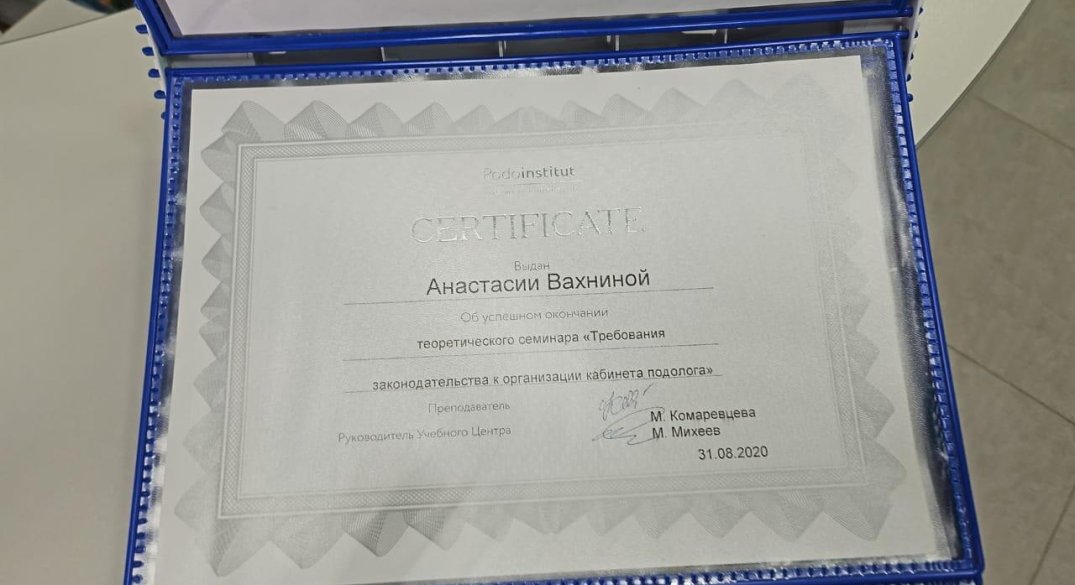 Podoinstitut
CERTIFICATE
Выдан
Анастасии Вахниной
Об успешном окончании
теоретического семинара «Требования
законодательства к организации кабинета подолога»
Преподаватель
М. Комаревцева
Руководитель Учебного Центра
М. Михеев
31.08.2020